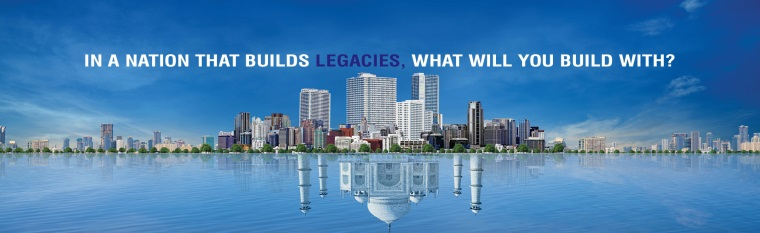 IN A NATION THAT BUILDS LEGACIES, WHAT WILL YOU BUILD WITH?